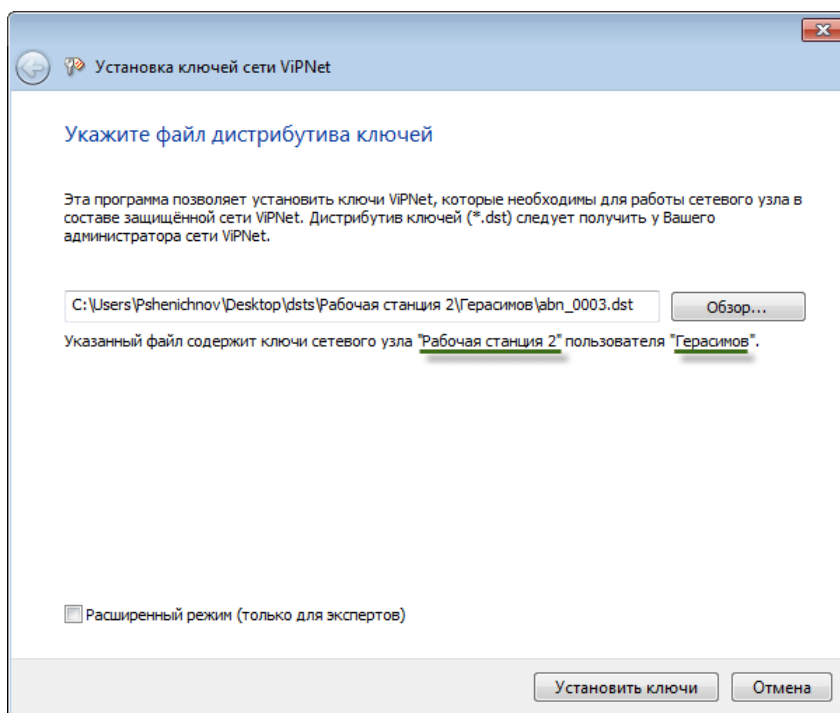 Установка ключей сети ViPNet
Укажите файл дистрибутива ключей
Эта программа позволяет установить ключи ViPNet, которые необходимы для работы сетевого узла в
составе защищённой сети ViPNet. Дистрибутив ключей (*.dst) следует получить у Вашего
администратора сети ViPNet.
C:\Users\Pshenichnov\Desktop\dsts\Рабочая станция 2\Герасимов\abn_0003.dst
Обзор...
Указанный файл содержит ключи сетевого узла "Рабочая станция 2" пользователя "Герасимов".
Расширенный режим (только для экспертов)
Установить ключи
Отмена